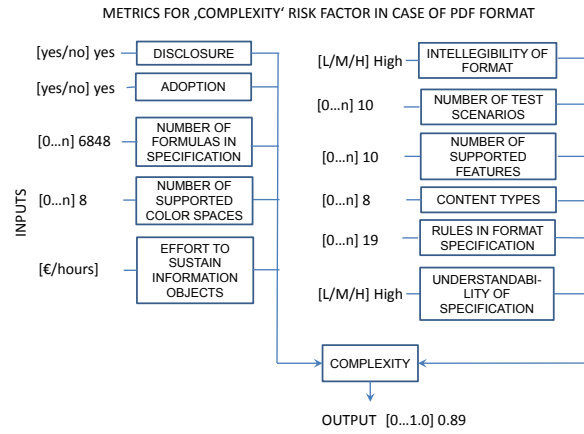 METRICS FOR ‚COMPLEXITY‘ RISK FACTOR IN CASE OF PDF FORMAT
INPUTS
[yes/no] yes
DISCLOSURE
[yes/no] yes
ADOPTION
[0...n] 6848
NUMBER OF
FORMULAS IN
SPECIFICATION
[0...n] 8
NUMBER OF
SUPPORTED
COLOR SPACES
[€/hours]
EFFORT TO
SUSTAIN
INFORMATION
OBJECTS
[L/M/H] High
INTELLEGIBILITY OF
FORMAT
[0...n] 10
NUMBER OF TEST
SCENARIOS
[0...n] 10
NUMBER OF
SUPPORTED
FEATURES
[0...n] 8
CONTENT TYPES
[0...n] 19
RULES IN FORMAT
SPECIFICATION
[L/M/H] High
UNDERSTANDABI-
LITY OF
SPECIFICATION
COMPLEXITY
OUTPUT [0...1.0] 0.89